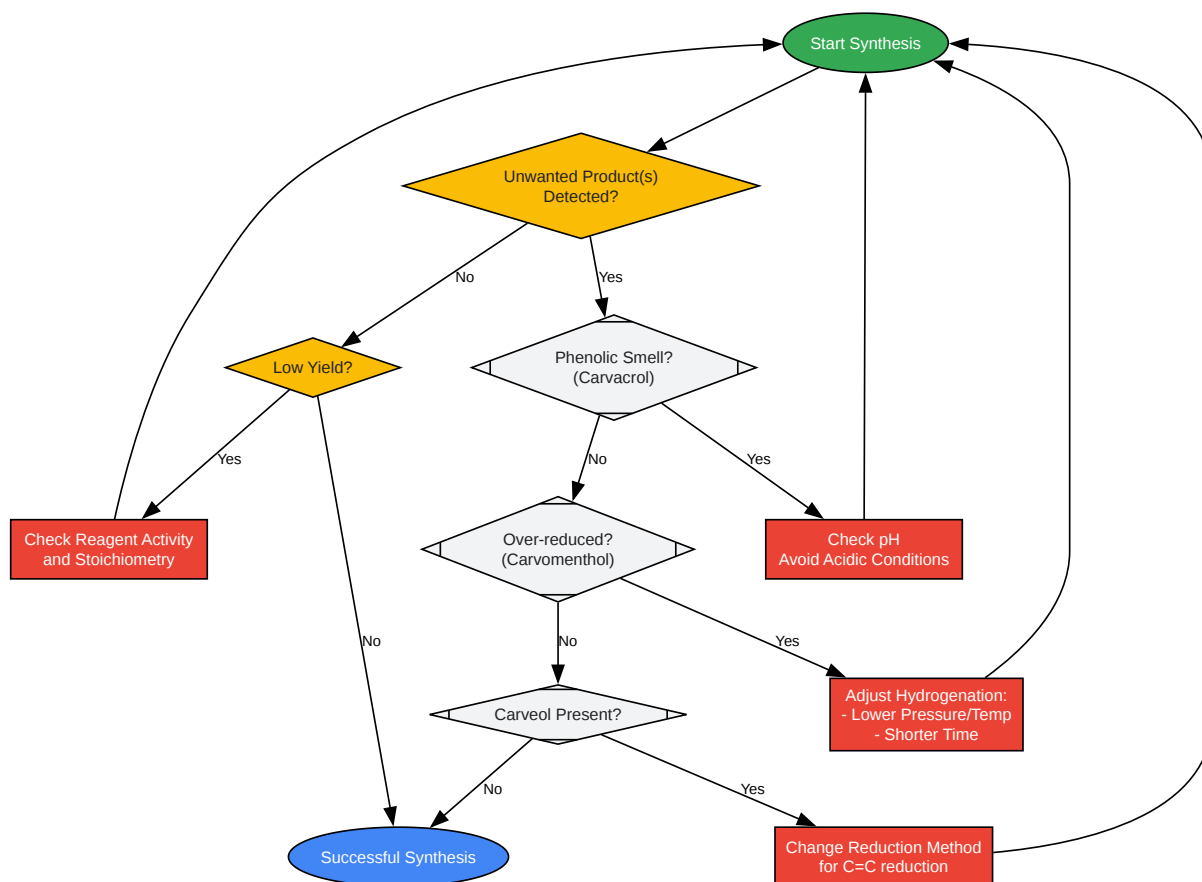 Start Synthesis
Unwanted Product(s)
Detected?
No
Yes
Low Yield?
Phenolic Smell?
(Carvacrol)
Yes
No
Yes
Check Reagent Activity
and Stoichiometry
Over-reduced?
(Carvomenthol)
Check pH
Avoid Acidic Conditions
No
No
Yes
Carveol Present?
Adjust Hydrogenation:
- Lower Pressure/Temp
- Shorter Time
No
Yes
Successful Synthesis
Change Reduction Method
for C=C reduction